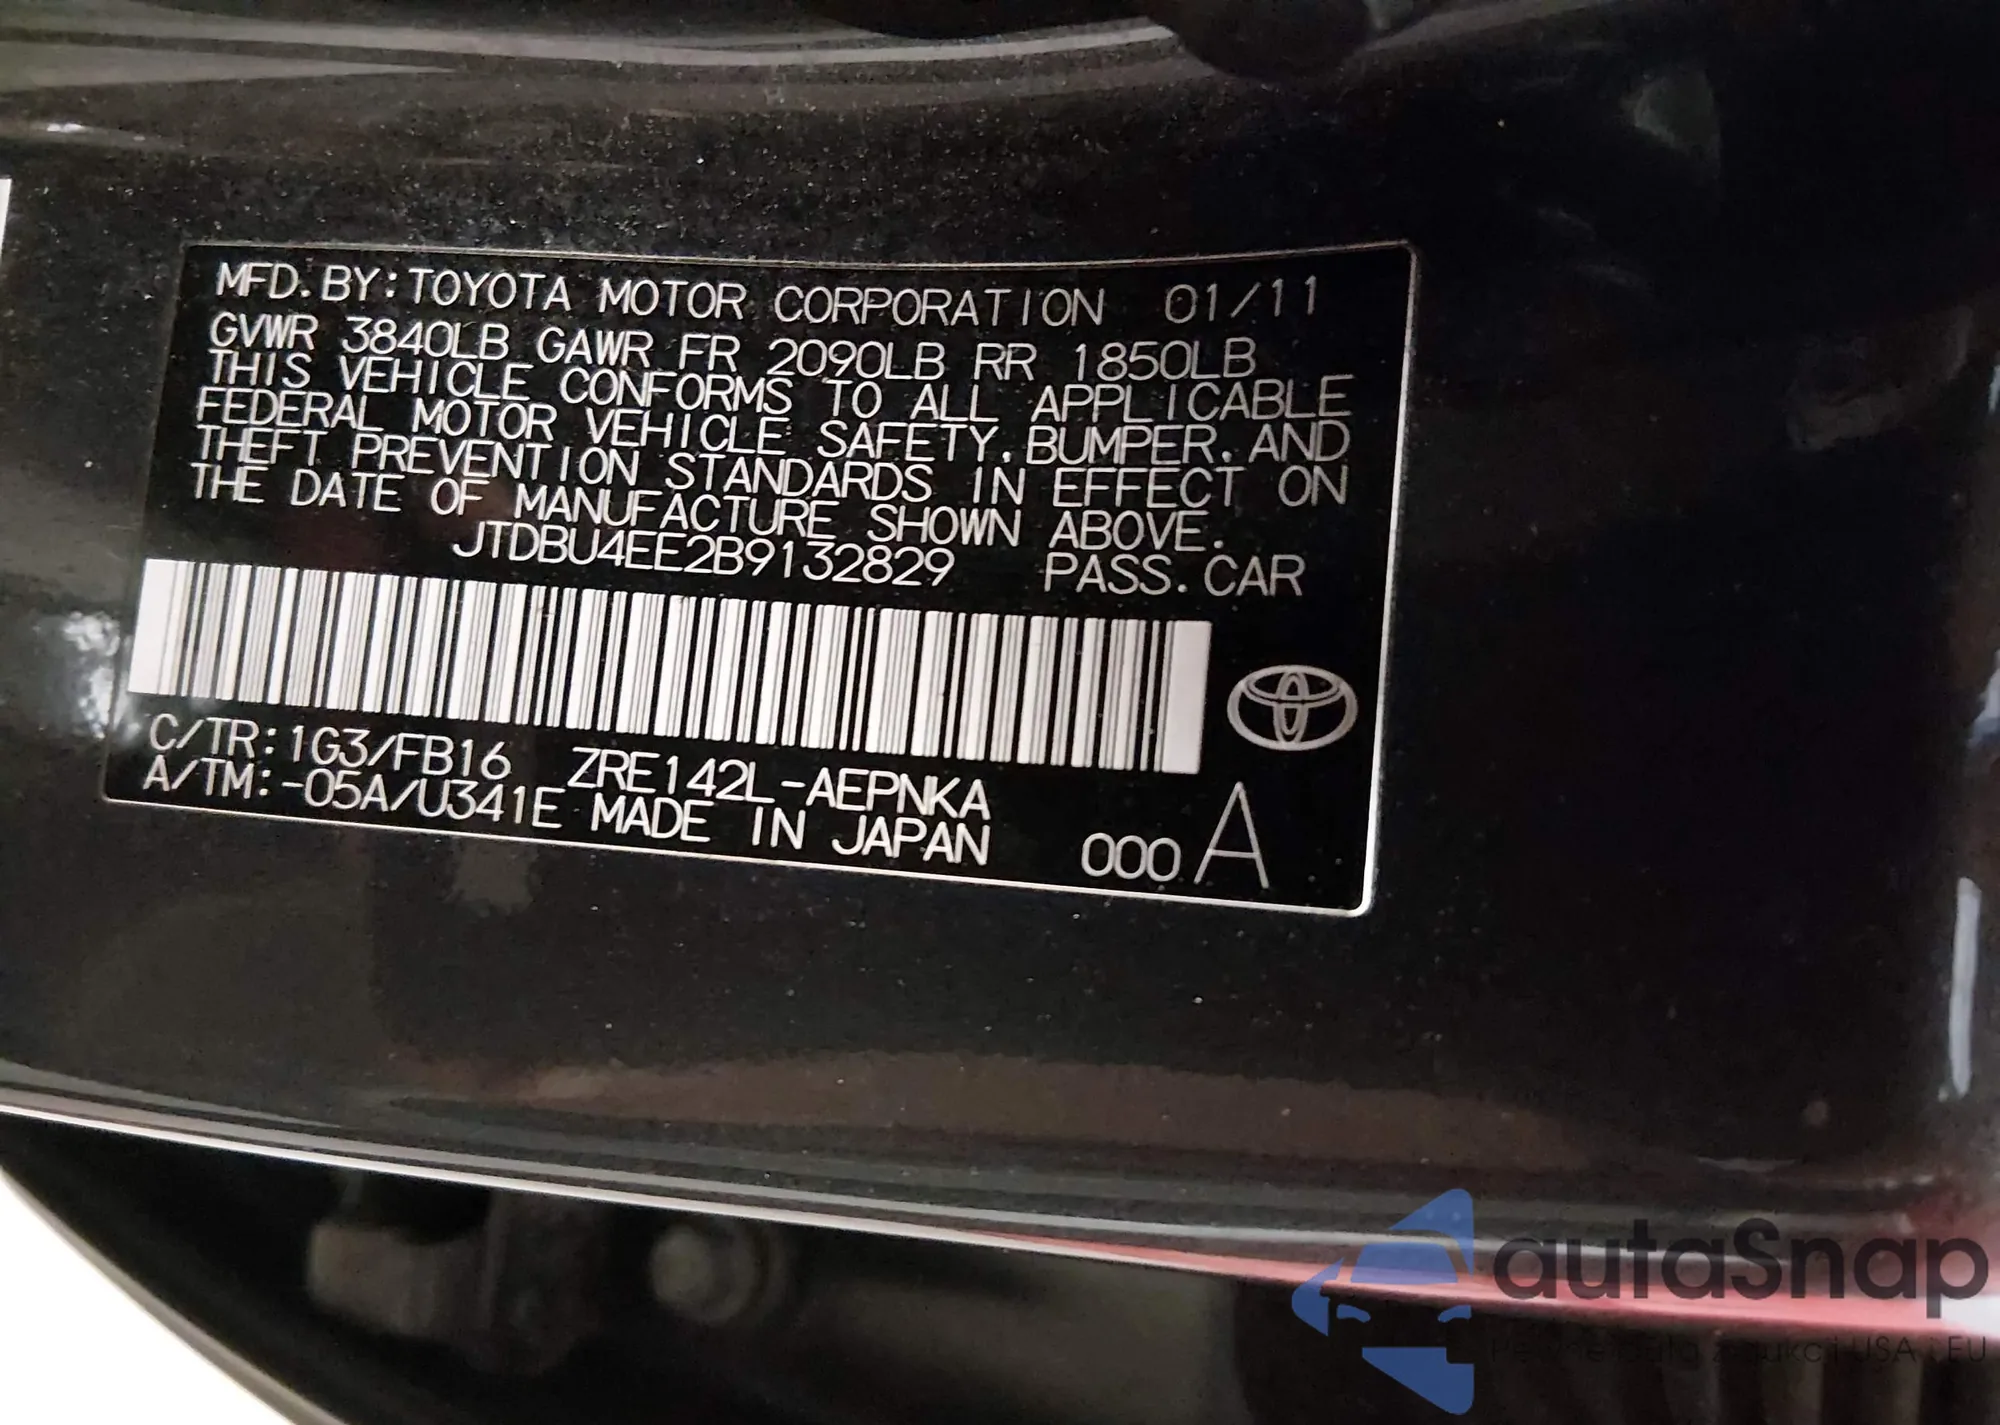 MFD. BY: TOYOTA MOTOR CORPORATION 01/11
GVWR 3840LB GAWR FR 2090LB RR 1850LB
THIS VEHICLE CONFORMS TO ALL APPLICABLE
FEDERAL MOTOR VEHICLE SAFETY, BUMPER, AND
THEFT PREVENTION STANDARDS IN EFFECT ON
THE DATE OF MANUFACTURE SHOWN ABOVE.
JTDBU4EE2B9132829 PASS. CAR
C/TR: 1G3/FB16 ZRE142L-AEPNKA
A/TM: -05A/U341E MADE IN JAPAN 000 A
autaSnap
USA EU